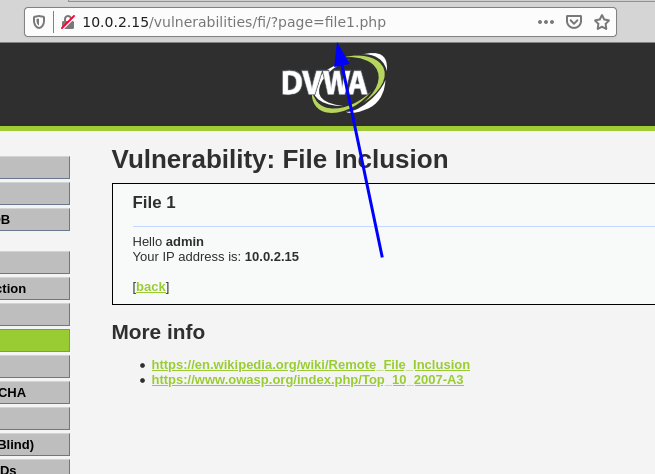 10.0.2.15/vulnerabilities/fi/?page=file1.php
DVWA
Vulnerability: File Inclusion
File 1
Hello admin
Your IP address is: 10.0.2.15
[back]
More info
https://en.wikipedia.org/wiki/Remote_File_Inclusion
https://www.owasp.org/index.php/Top_10_2007-A3
DB
ction
CHA
Blind)
Ds